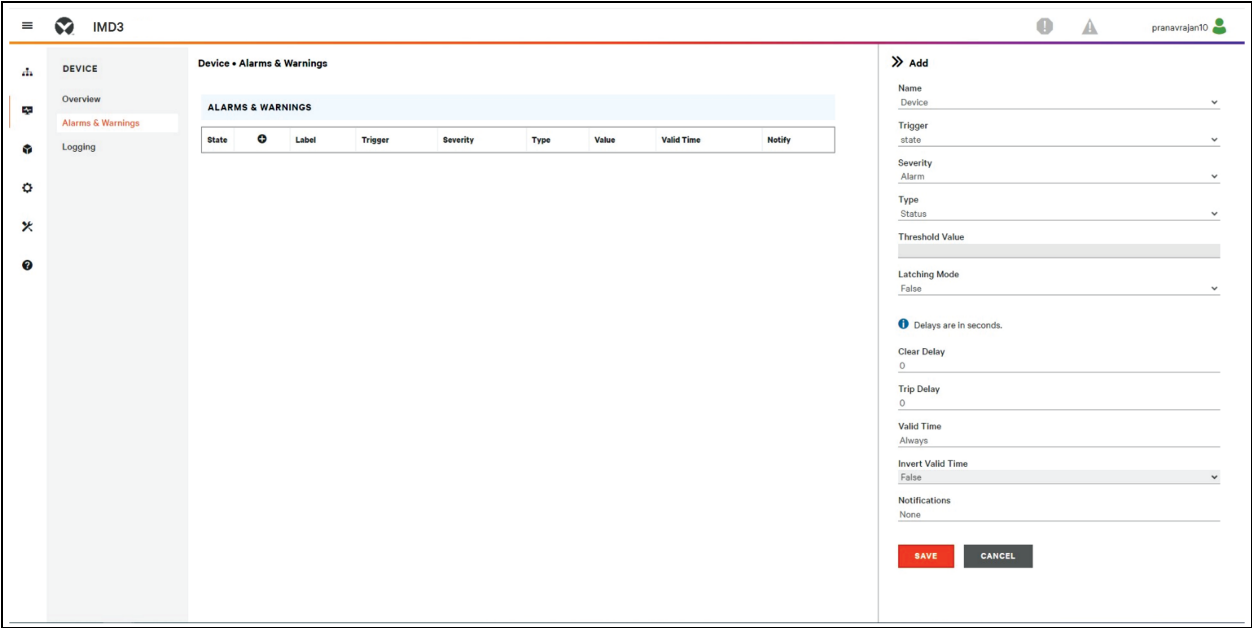 IMD3
pranavrajan10
DEVICE
Overview
Alarms & Warnings
Logging
Device • Alarms & Warnings
ALARMS & WARNINGS
State Label Trigger Severity Type Value Valid Time Notify
Add
Name
Device
Trigger
state
Severity
Alarm
Type
Status
Threshold Value
Latching Mode
False
Delays are in seconds.
Clear Delay
0
Trip Delay
0
Valid Time
Always
Invert Valid Time
False
Notifications
None
SAVE CANCEL